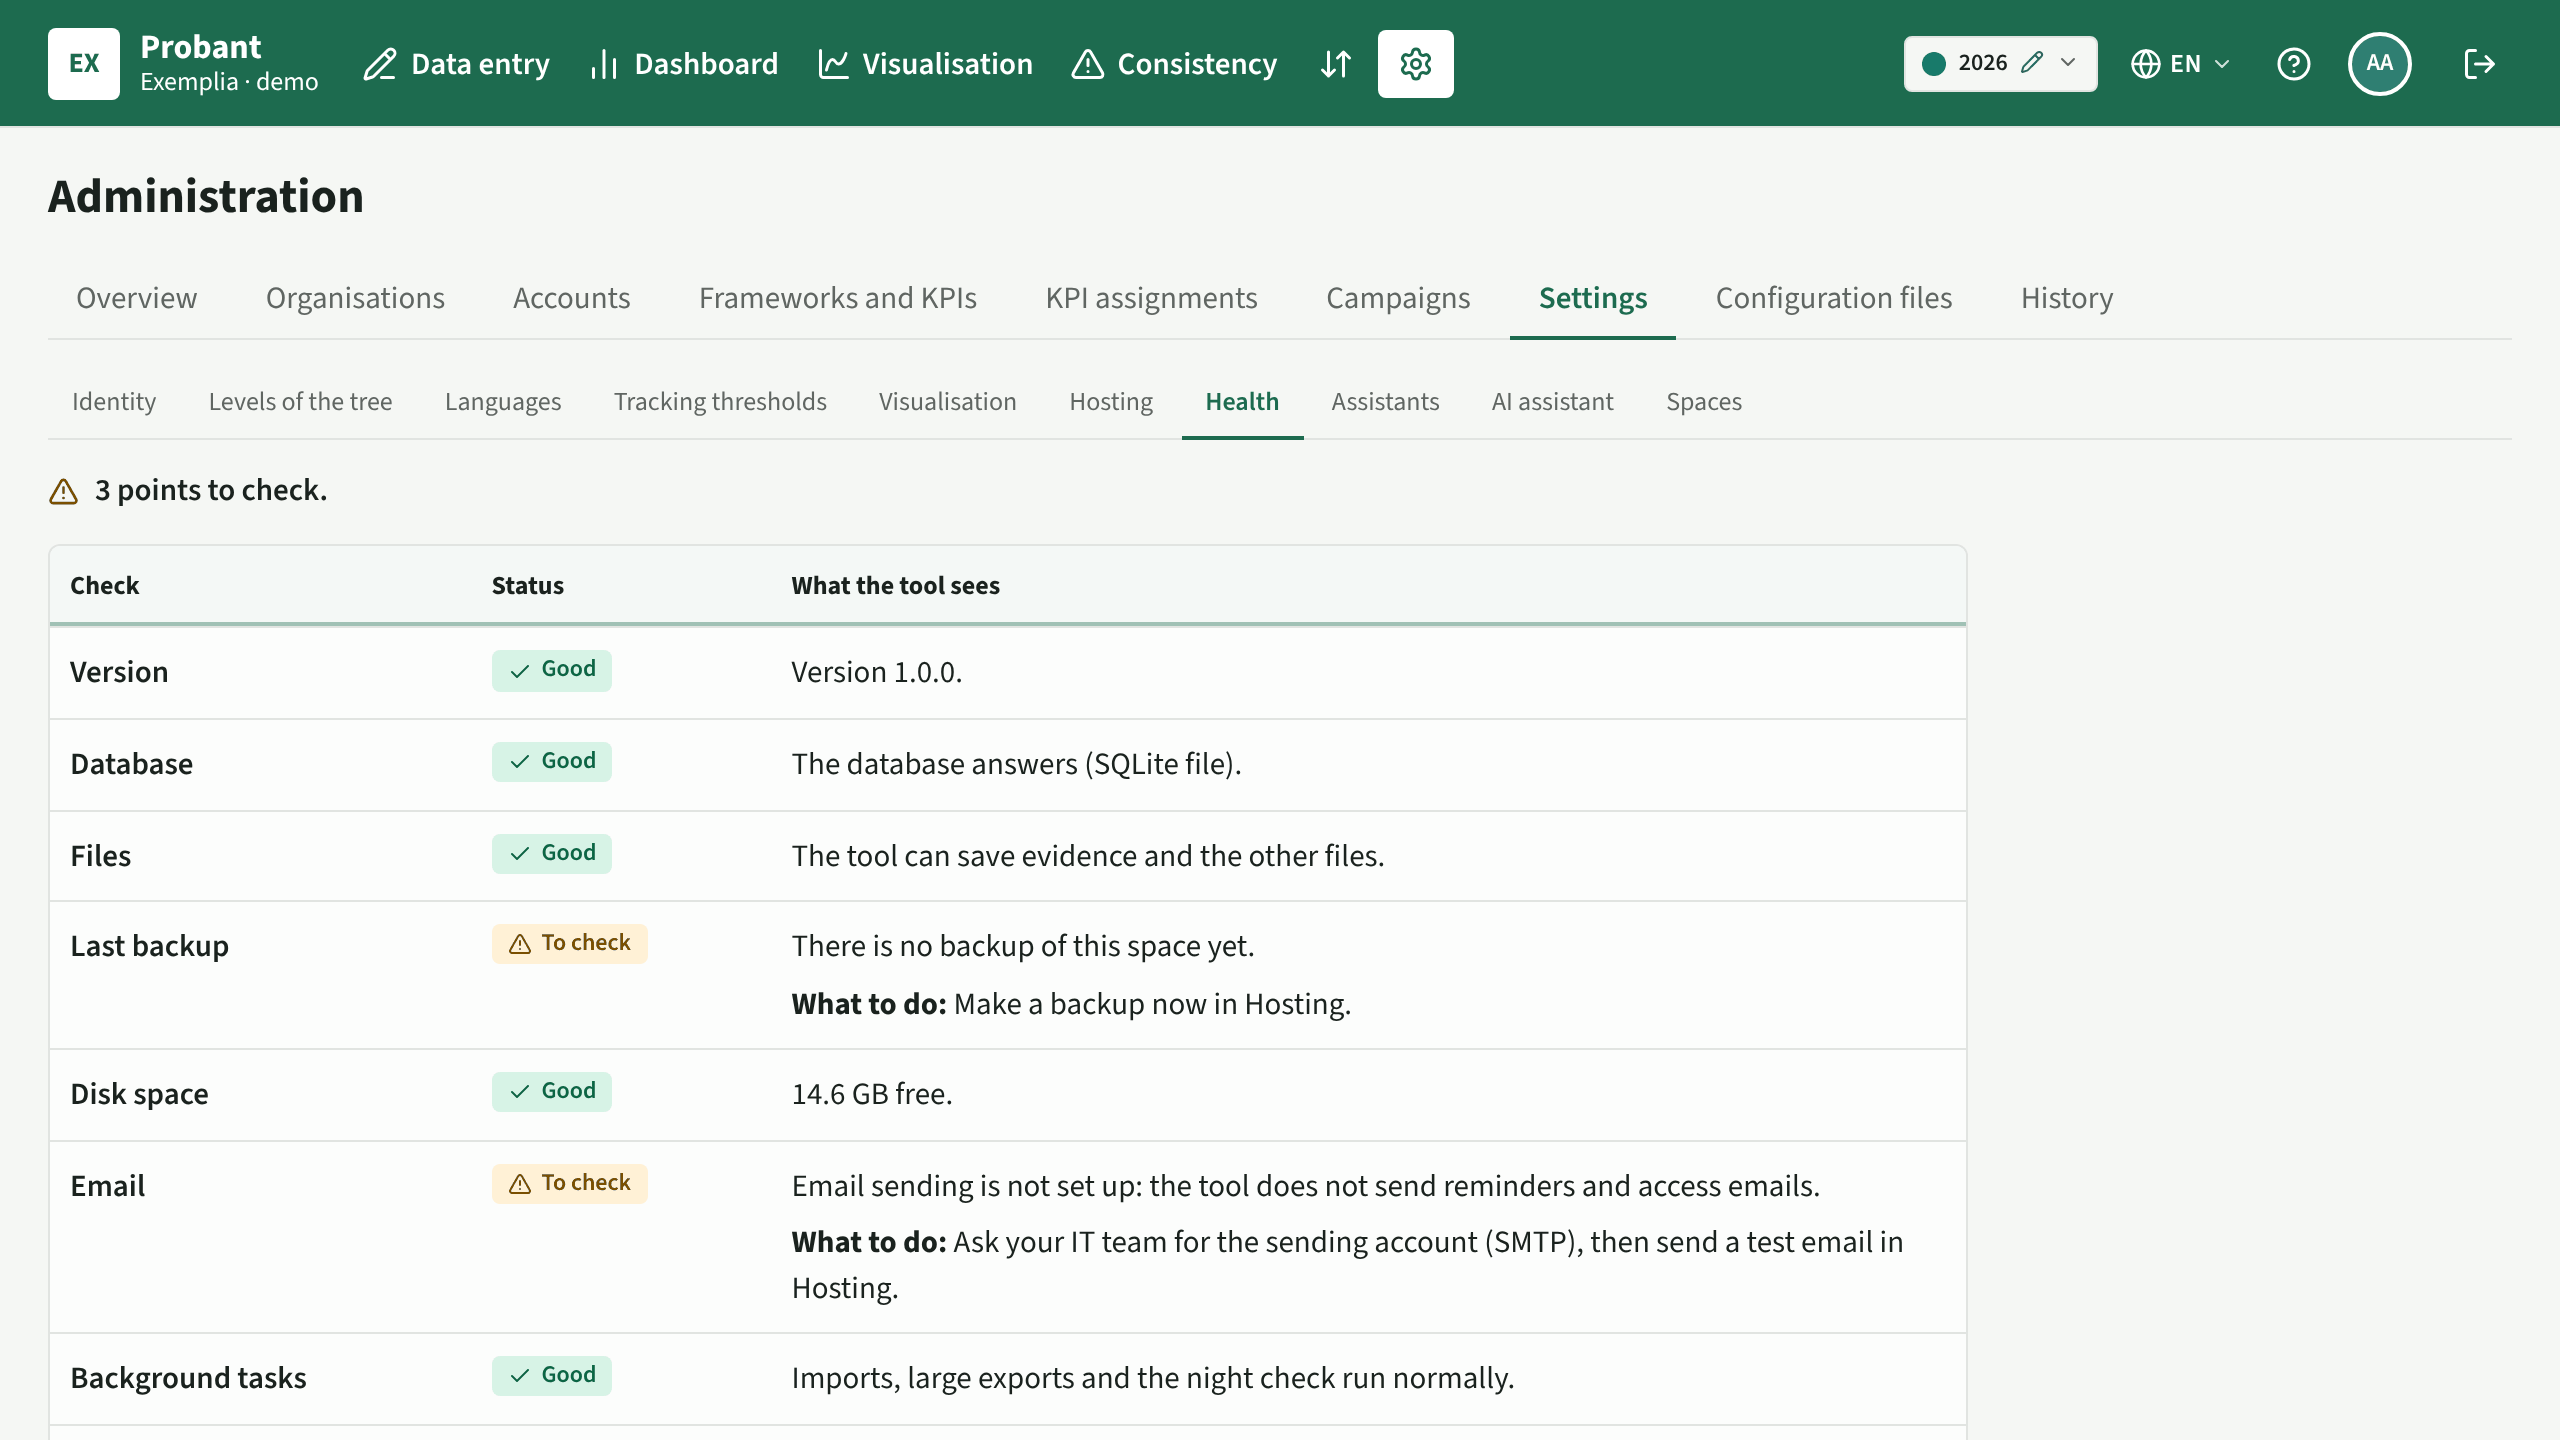 EX
Probant
Exemplia · demo
Data entry
Dashboard
Visualisation
Consistency
2026
EN
AA
Administration
Overview
Organisations
Accounts
Frameworks and KPIs
KPI assignments
Campaigns
Settings
Configuration files
History
Identity
Levels of the tree
Languages
Tracking thresholds
Visualisation
Hosting
Health
Assistants
AI assistant
Spaces
3 points to check.
Check
Status
What the tool sees
Version
Good
Version 1.0.0.
Database
Good
The database answers (SQLite file).
Files
Good
The tool can save evidence and the other files.
Last backup
To check
There is no backup of this space yet.
What to do: Make a backup now in Hosting.
Disk space
Good
14.6 GB free.
Email
To check
Email sending is not set up: the tool does not send reminders and access emails.
What to do: Ask your IT team for the sending account (SMTP), then send a test email in
Hosting.
Background tasks
Good
Imports, large exports and the night check run normally.